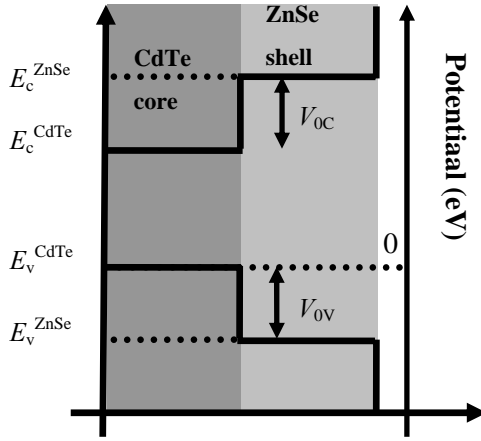 ZnSe
shell
CdTe
core
E_c^ZnSe
E_c^CdTe
E_v^CdTe
E_v^ZnSe
V_0C
V_0V
0
Potentiaal (eV)